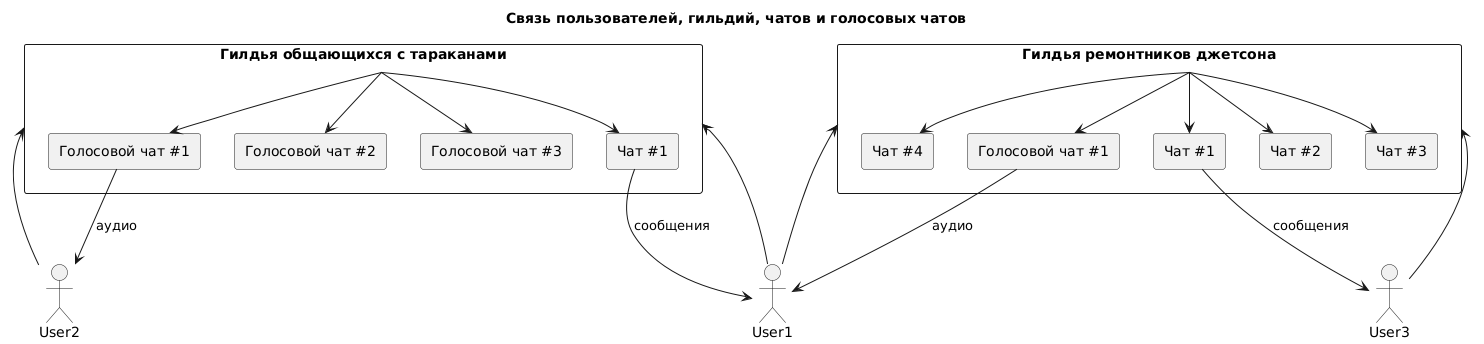 Связь пользователей, гильдий, чатов и голосовых чатов
Гилдья общающихся с тараканами
Гилдья ремонтников джетсона
Голосовой чат #1
Голосовой чат #2
Голосовой чат #3
Чат #1
Чат #4
Голосовой чат #1
Чат #1
Чат #2
Чат #3
аудио
сообщения
аудио
сообщения
User2
User1
User3